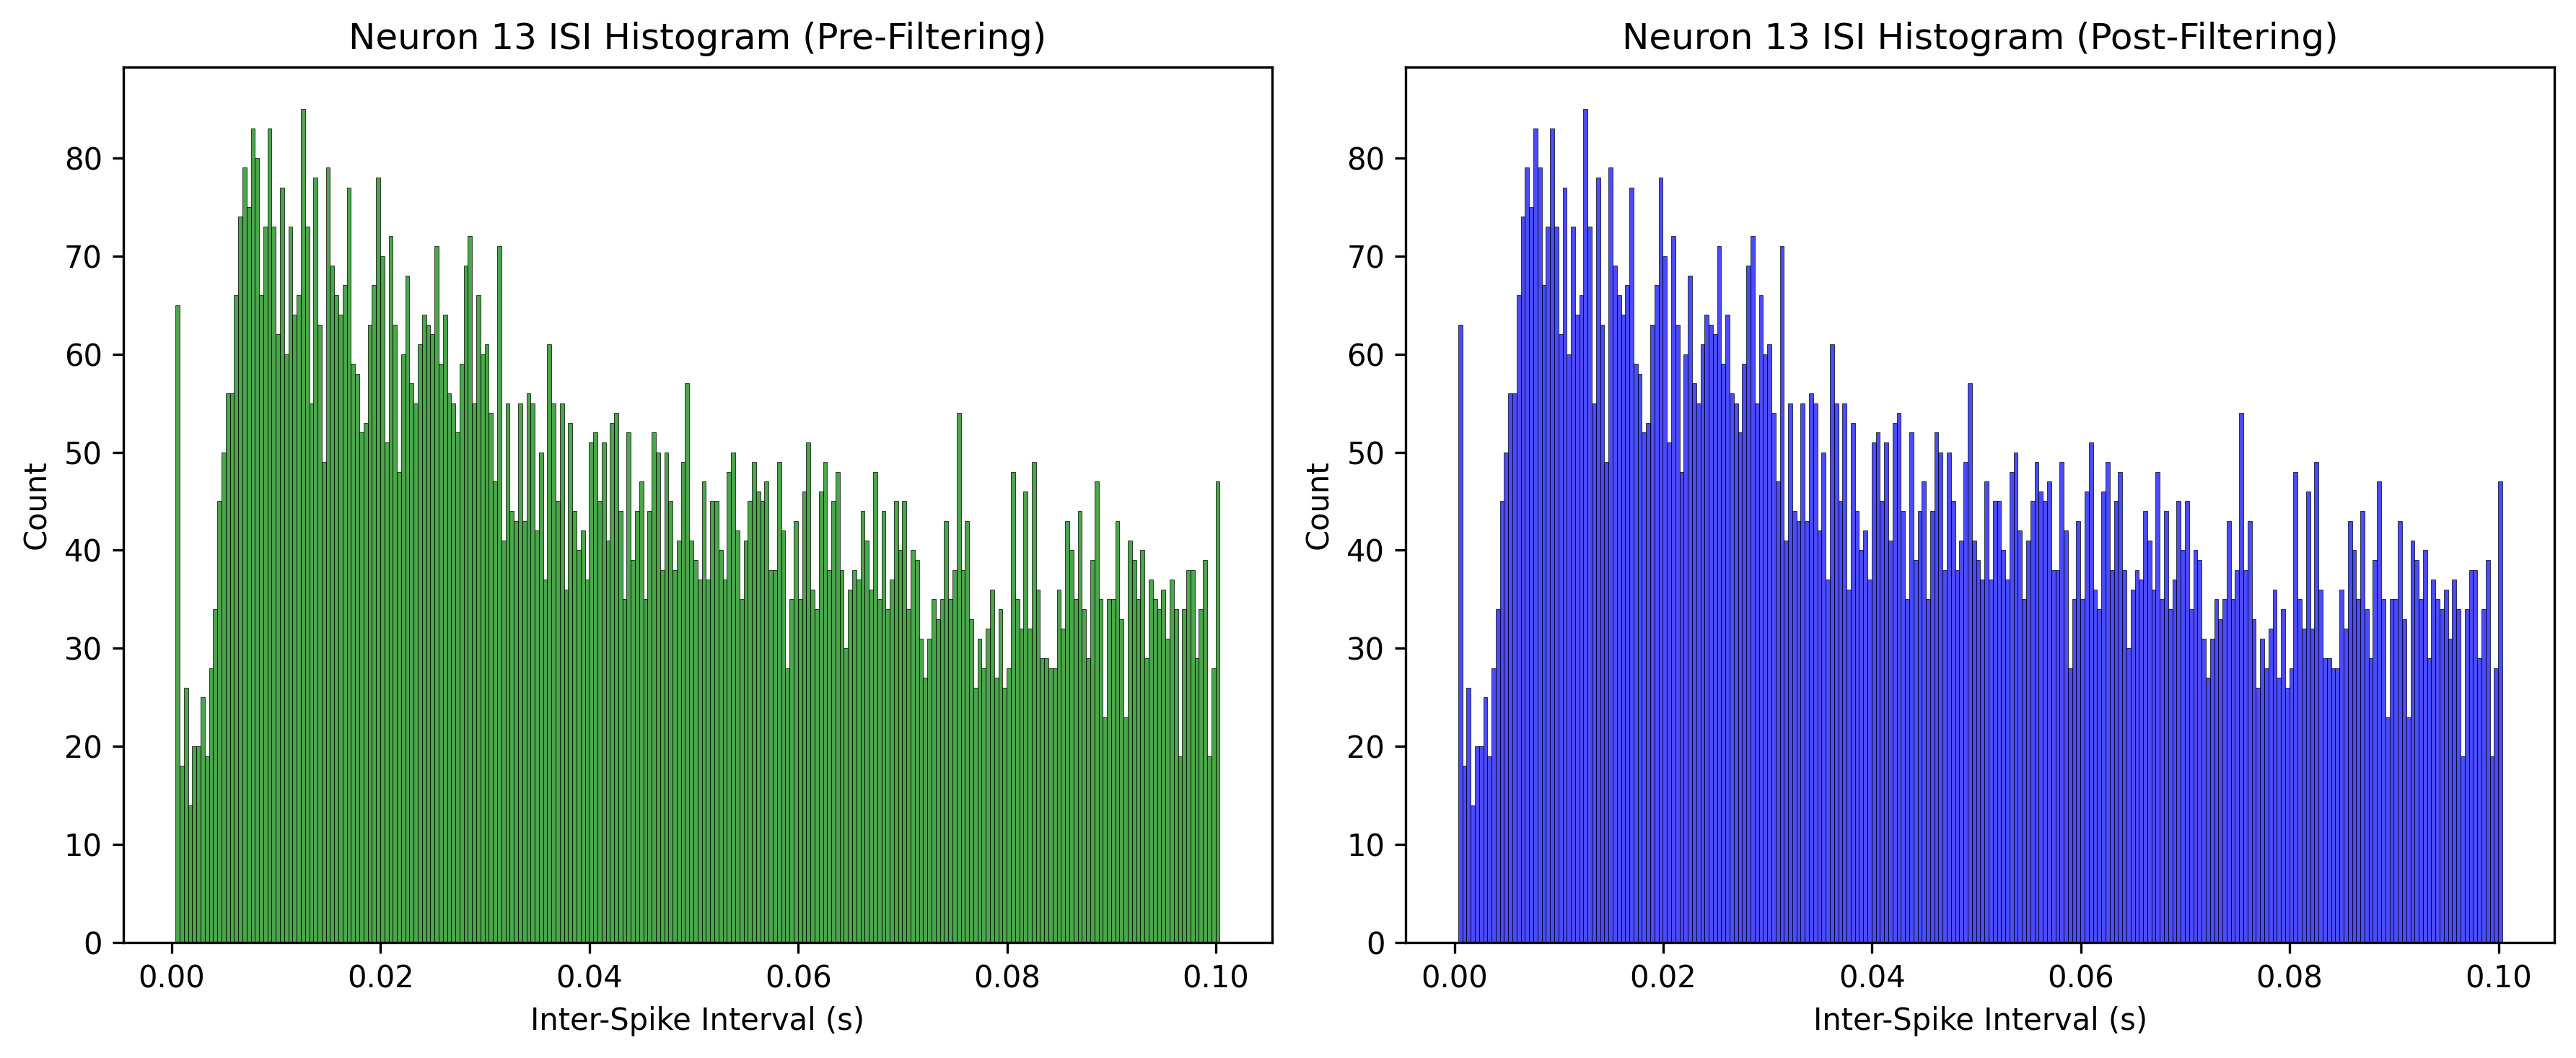 Neuron 13 ISI Histogram (Pre-Filtering)
80
70
60
50
40
30
20
10
0
Count
0.00 0.02 0.04 0.06 0.08 0.10
Inter-Spike Interval (s)
Neuron 13 ISI Histogram (Post-Filtering)
80
70
60
50
40
30
20
10
0
Count
0.00 0.02 0.04 0.06 0.08 0.10
Inter-Spike Interval (s)